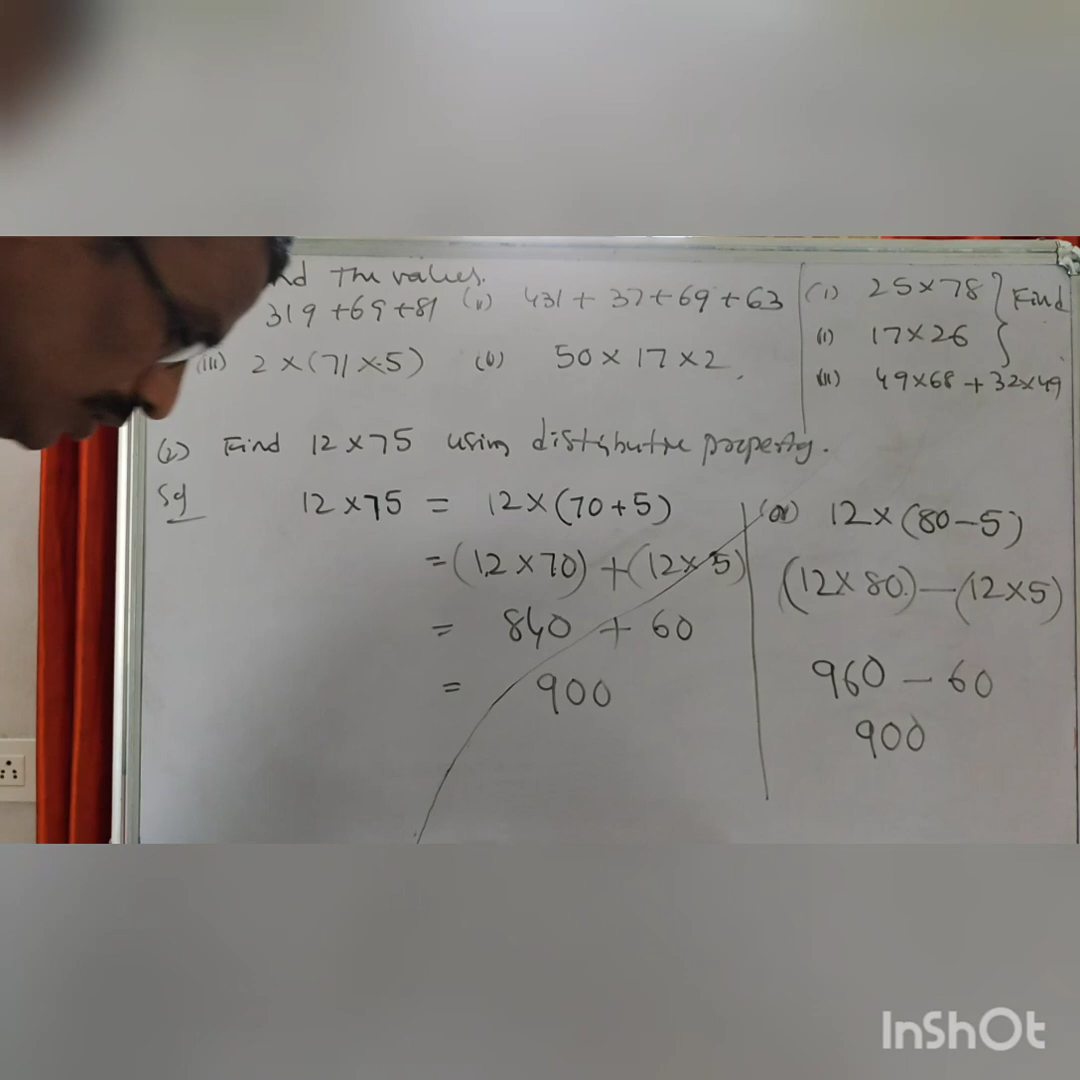 nd the values.
319 + 69 + 81 (ii) 431 + 37 + 69 + 63
(iii) 2 × (71 × 5) 50 × 17 × 2
(i) 25 × 78 } Find
(ii) 17 × 26
(iii) 49 × 68 + 32 × 49
(2) Find 12 × 75 using distributive property.
Sol 12 × 75 = 12 × (70 + 5)
= (12 × 70) + (12 × 5)
= 840 + 60
= 900
(or) 12 × (80 − 5)
(12 × 80) − (12 × 5)
960 − 60
900
InShOt